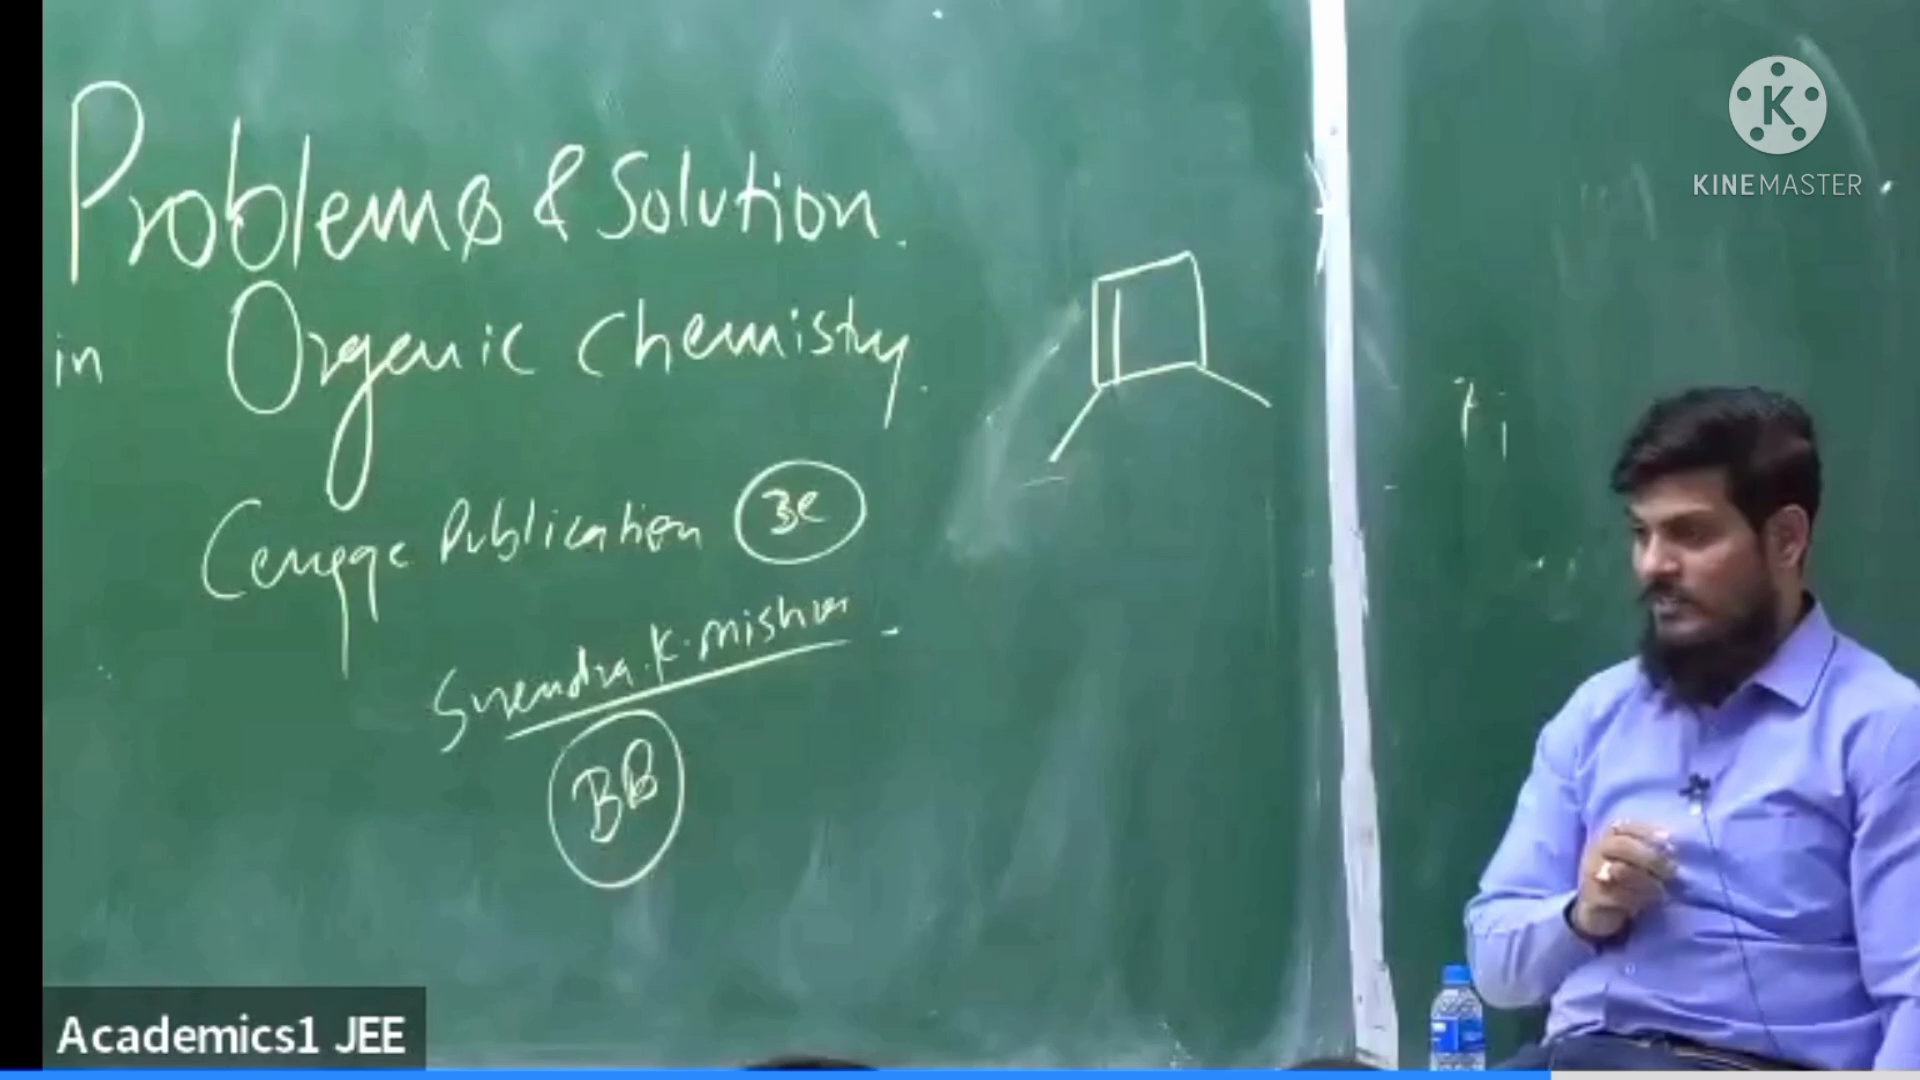 Problems & Solution.
in Organic Chemistry.
Cengage Publication 3e
Surendra.K.mishra
BB
KINEMASTER
Academics1 JEE